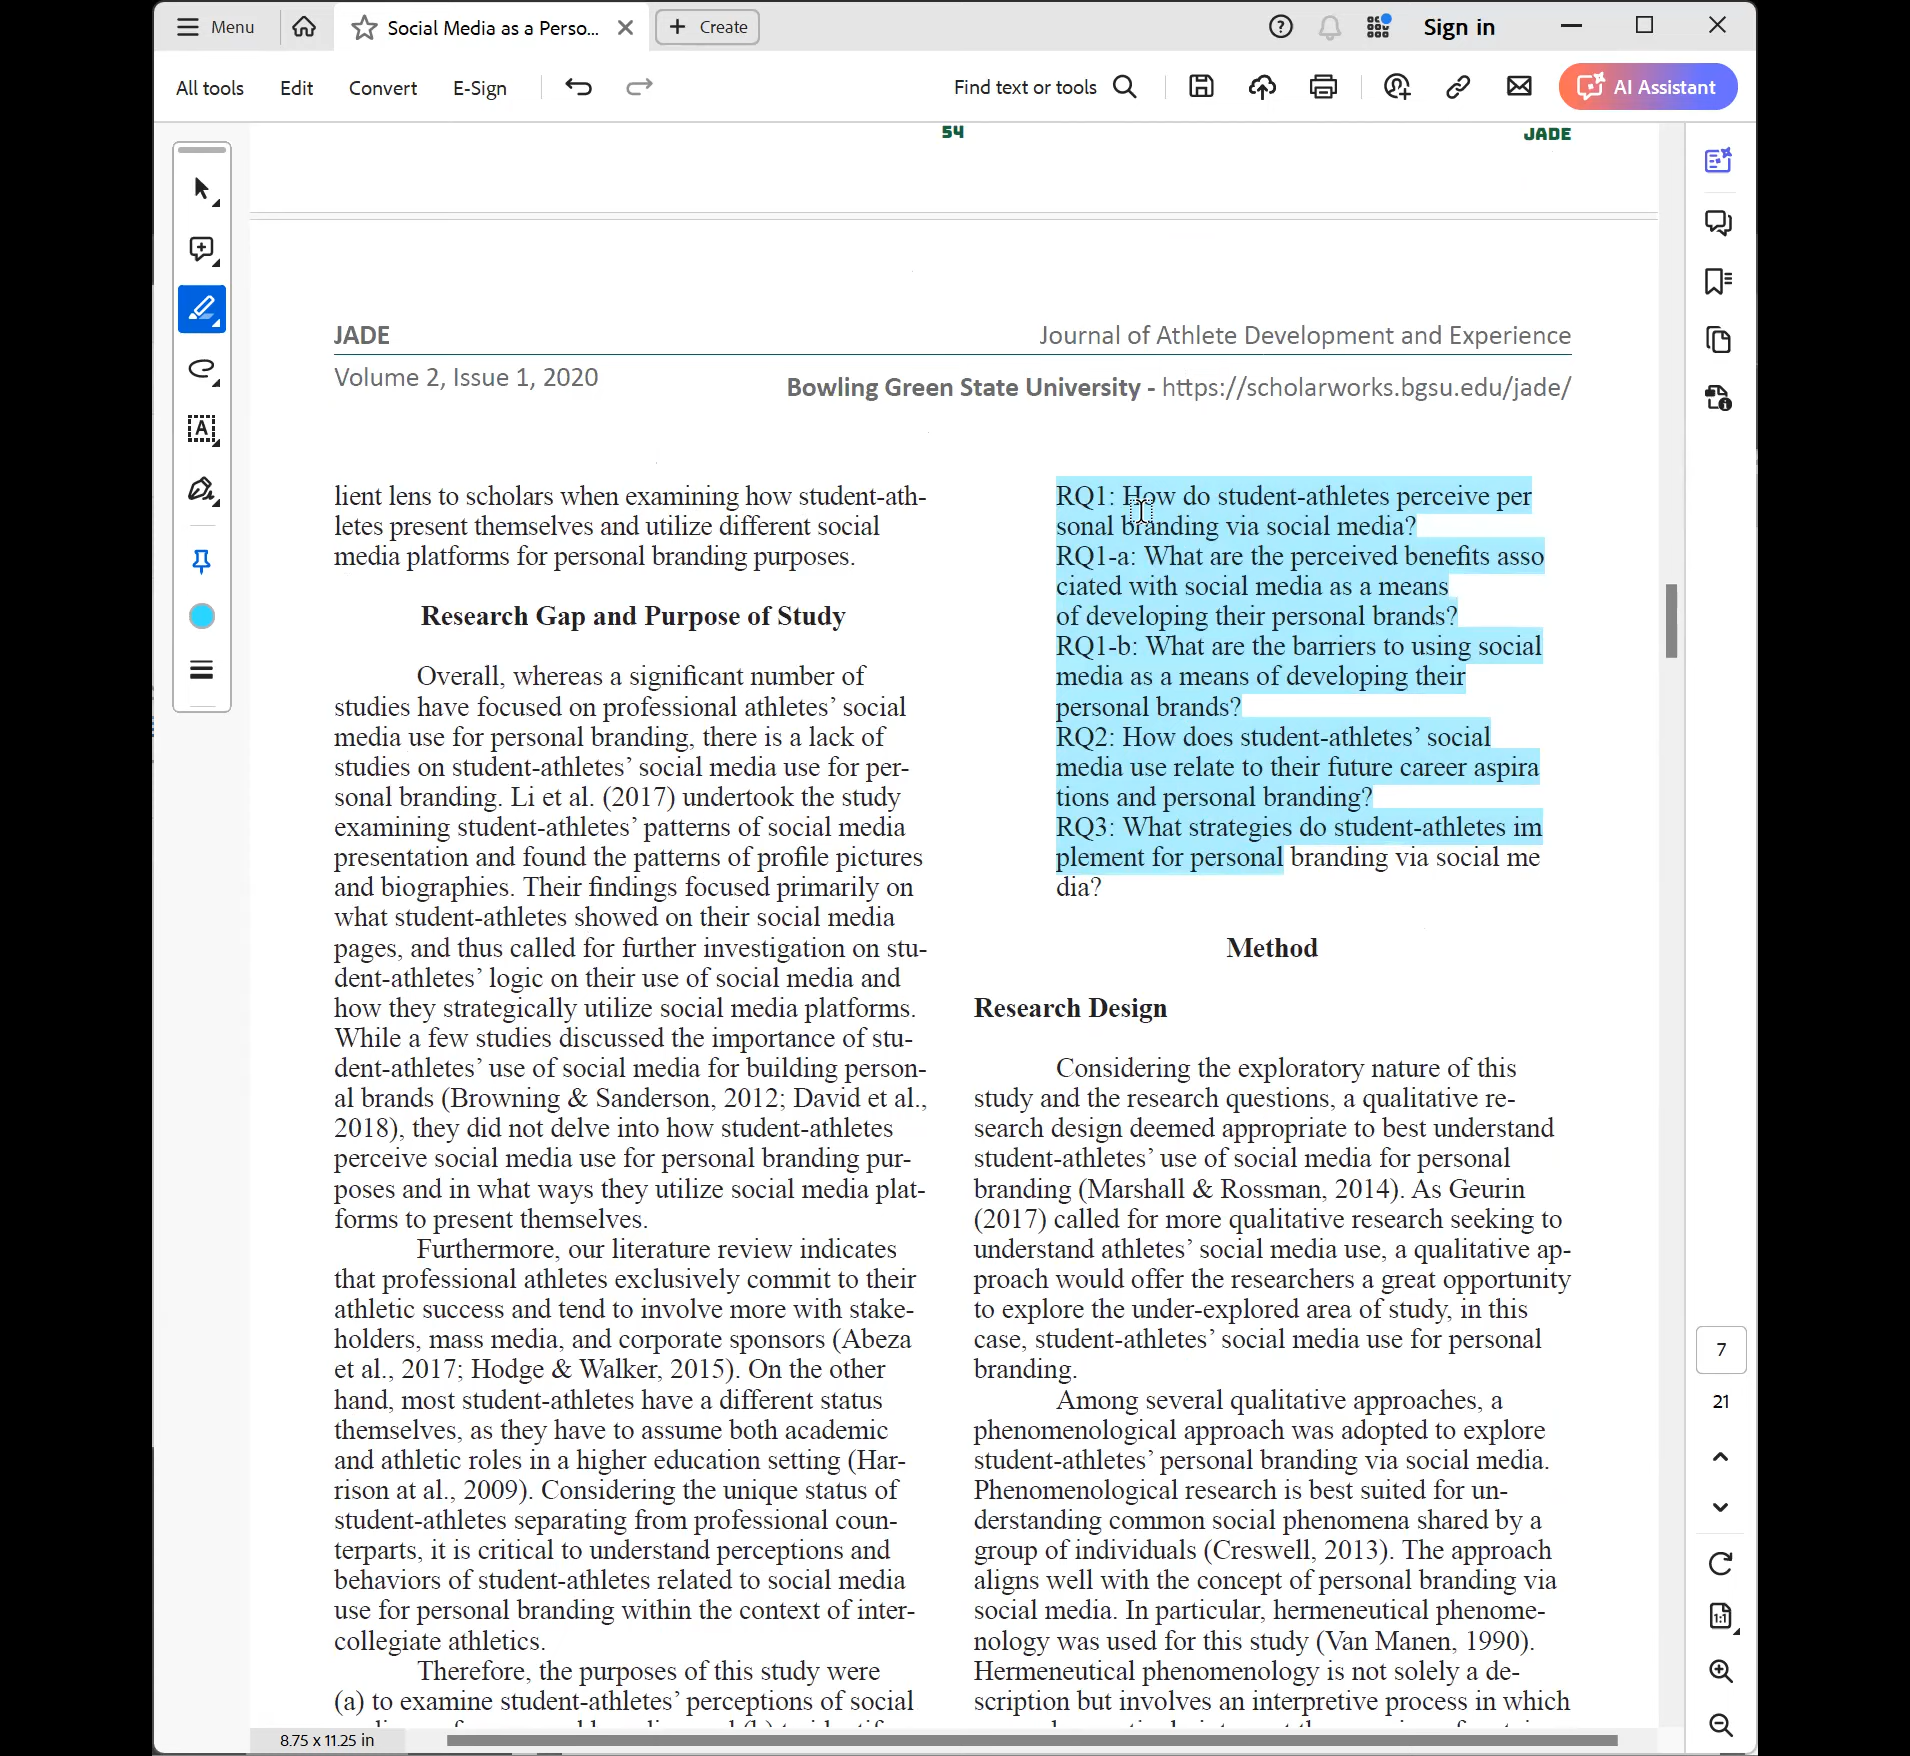 Menu
Social Media as a Perso...
Create
Sign in
All tools
Edit
Convert
E-Sign
Find text or tools
AI Assistant
54
JADE
JADE
Journal of Athlete Development and Experience
Volume 2, Issue 1, 2020
Bowling Green State University - https://scholarworks.bgsu.edu/jade/
lient lens to scholars when examining how student-ath-
letes present themselves and utilize different social
media platforms for personal branding purposes.
Research Gap and Purpose of Study
Overall, whereas a significant number of
studies have focused on professional athletes’ social
media use for personal branding, there is a lack of
studies on student-athletes’ social media use for per-
sonal branding. Li et al. (2017) undertook the study
examining student-athletes’ patterns of social media
presentation and found the patterns of profile pictures
and biographies. Their findings focused primarily on
what student-athletes showed on their social media
pages, and thus called for further investigation on stu-
dent-athletes’ logic on their use of social media and
how they strategically utilize social media platforms.
While a few studies discussed the importance of stu-
dent-athletes’ use of social media for building person-
al brands (Browning & Sanderson, 2012; David et al.,
2018), they did not delve into how student-athletes
perceive social media use for personal branding pur-
poses and in what ways they utilize social media plat-
forms to present themselves.
Furthermore, our literature review indicates
that professional athletes exclusively commit to their
athletic success and tend to involve more with stake-
holders, mass media, and corporate sponsors (Abeza
et al., 2017; Hodge & Walker, 2015). On the other
hand, most student-athletes have a different status
themselves, as they have to assume both academic
and athletic roles in a higher education setting (Har-
rison at al., 2009). Considering the unique status of
student-athletes separating from professional coun-
terparts, it is critical to understand perceptions and
behaviors of student-athletes related to social media
use for personal branding within the context of inter-
collegiate athletics.
Therefore, the purposes of this study were
(a) to examine student-athletes’ perceptions of social
RQ1: How do student-athletes perceive per
sonal branding via social media?
RQ1-a: What are the perceived benefits asso
ciated with social media as a means
of developing their personal brands?
RQ1-b: What are the barriers to using social
media as a means of developing their
personal brands?
RQ2: How does student-athletes’ social
media use relate to their future career aspira
tions and personal branding?
RQ3: What strategies do student-athletes im
plement for personal branding via social me
dia?
Method
Research Design
Considering the exploratory nature of this
study and the research questions, a qualitative re-
search design deemed appropriate to best understand
student-athletes’ use of social media for personal
branding (Marshall & Rossman, 2014). As Geurin
(2017) called for more qualitative research seeking to
understand athletes’ social media use, a qualitative ap-
proach would offer the researchers a great opportunity
to explore the under-explored area of study, in this
case, student-athletes’ social media use for personal
branding.
Among several qualitative approaches, a
phenomenological approach was adopted to explore
student-athletes’ personal branding via social media.
Phenomenological research is best suited for un-
derstanding common social phenomena shared by a
group of individuals (Creswell, 2013). The approach
aligns well with the concept of personal branding via
social media. In particular, hermeneutical phenome-
nology was used for this study (Van Manen, 1990).
Hermeneutical phenomenology is not solely a de-
scription but involves an interpretive process in which
7
21
8.75 x 11.25 in